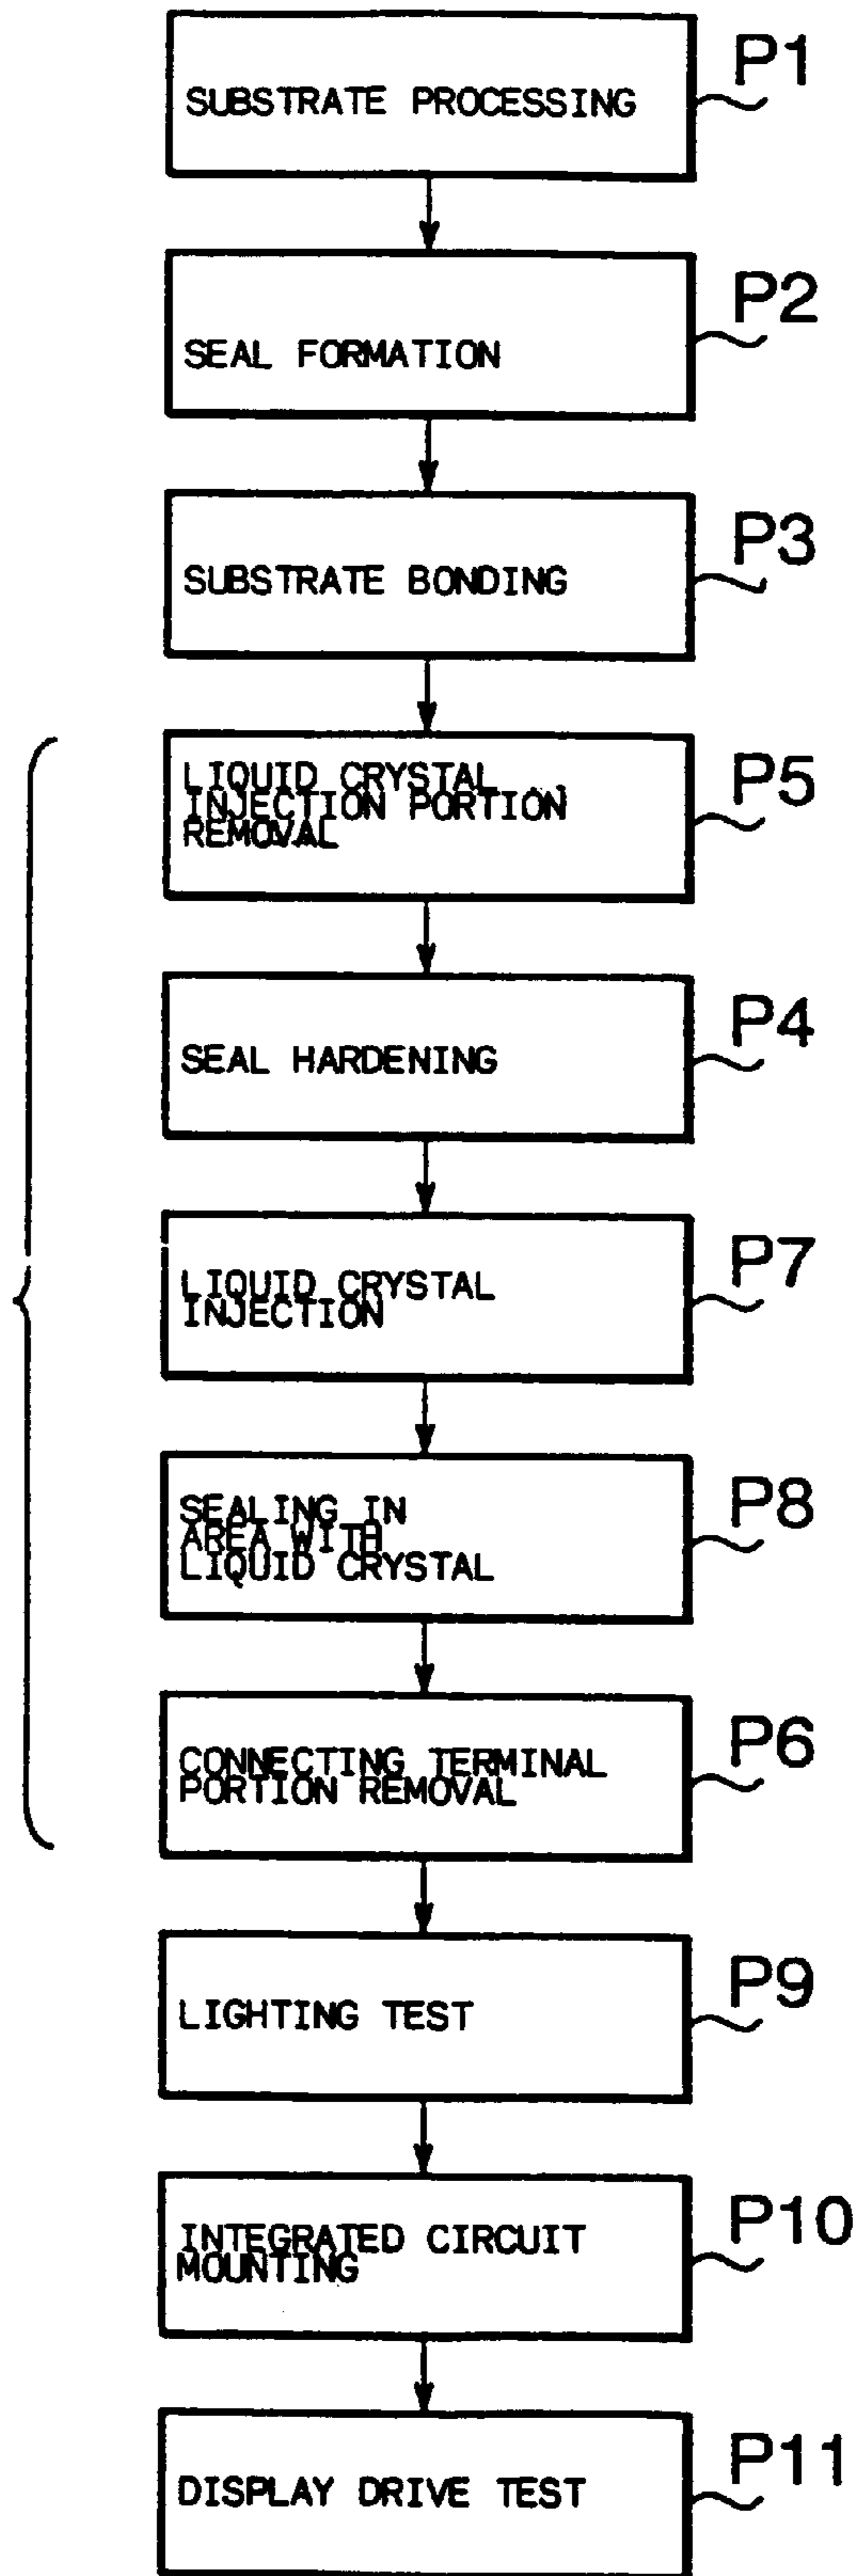 P1
SUBSTRATE PROCESSING
P2
SEAL FORMATION
P3
SUBSTRATE BONDING
P5
LIQUID CRYSTAL
INJECTION PORTION
REMOVAL
P4
SEAL HARDENING
P7
LIQUID CRYSTAL
INJECTION
P8
SEALING IN
AREA WITH
LIQUID CRYSTAL
P6
CONNECTING TERMINAL
PORTION REMOVAL
P9
LIGHTING TEST
P10
INTEGRATED CIRCUIT
MOUNTING
P11
DISPLAY DRIVE TEST